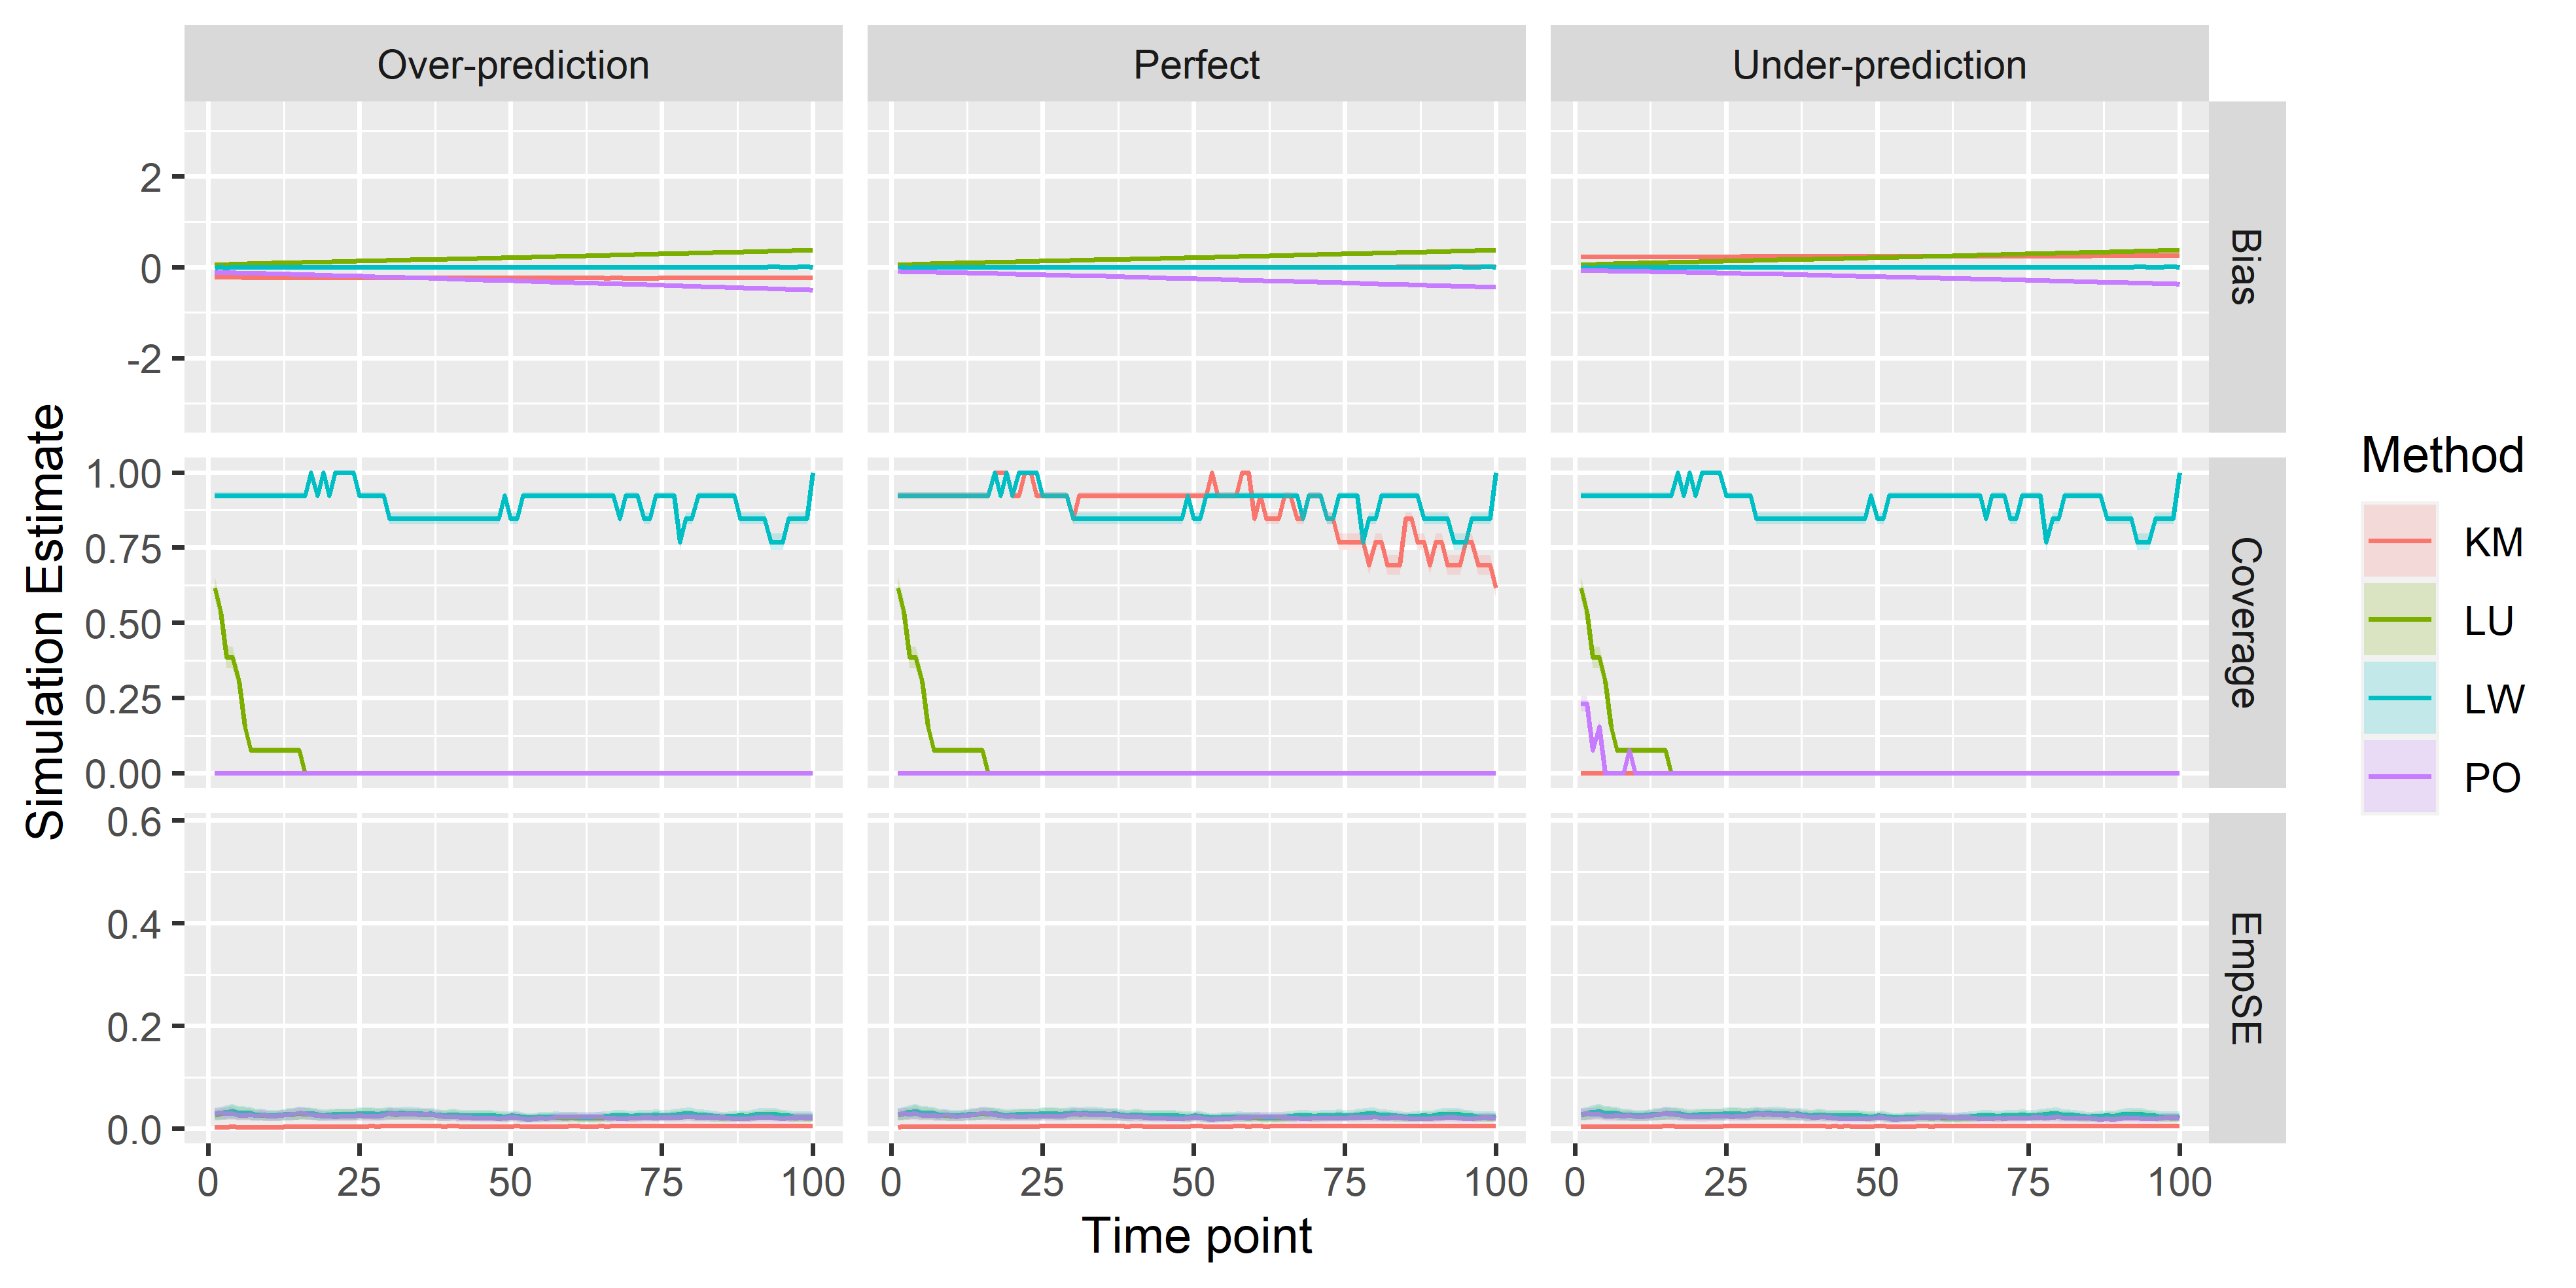 Over-prediction
Perfect
Under-prediction
2
0
-2
Bias
Simulation Estimate
1.00
0.75
0.50
0.25
0.00
Coverage
0.6
0.4
0.2
0.0
EmpSE
0 25 50 75 100
0 25 50 75 100
0 25 50 75 100
Time point
Method
KM
LU
LW
PO